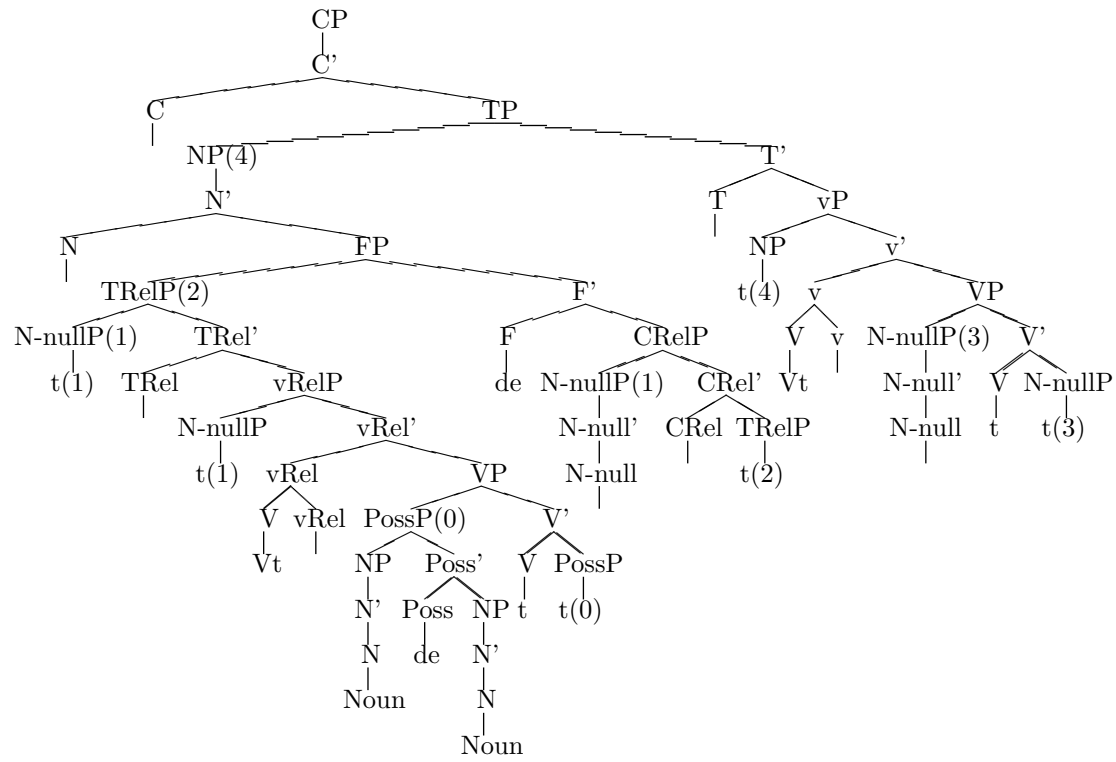 CP
C'
C TP
NP(4) T'
N' T vP
N FP NP v'
TRelP(2) F' t(4) v VP
N-nullP(1) TRel' F CRelP V v N-nullP(3) V'
t(1) TRel vRelP de N-nullP(1) CRel' Vt N-null' V N-nullP
N-nullP vRel' N-null' CRel TRelP N-null t t(3)
t(1) vRel VP N-null t(2)
V vRel PossP(0) V'
Vt NP Poss' V PossP
N' Poss NP t t(0)
N de N'
Noun N
Noun